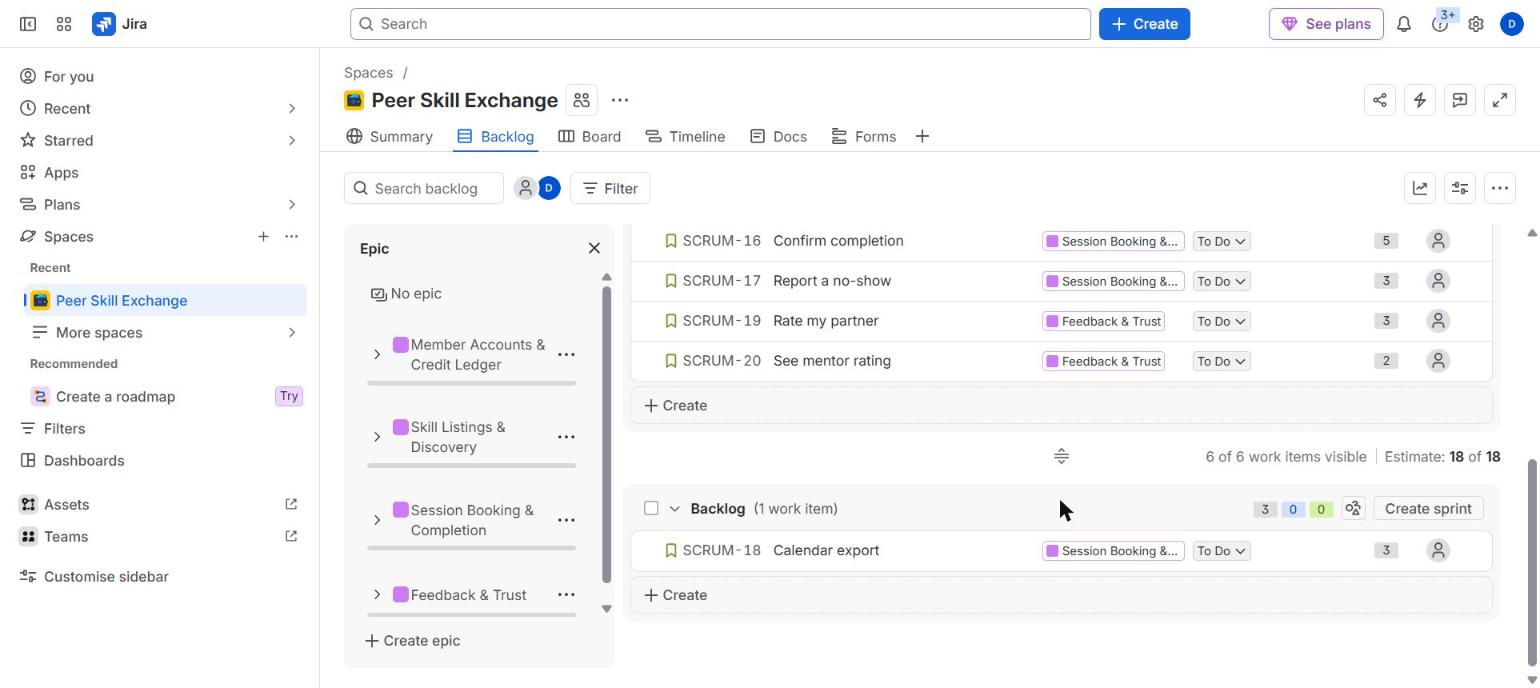 Jira
Search
Create
See plans
3+
D
For you
Recent
Starred
Apps
Plans
Spaces
Recent
Peer Skill Exchange
More spaces
Recommended
Create a roadmap Try
Filters
Dashboards
Assets
Teams
Customise sidebar
Spaces /
Peer Skill Exchange
Summary Backlog Board Timeline Docs Forms
Search backlog D Filter
Epic
No epic
Member Accounts &
Credit Ledger
Skill Listings &
Discovery
Session Booking &
Completion
Feedback & Trust
Create epic
SCRUM-16 Confirm completion Session Booking &... To Do 5
SCRUM-17 Report a no-show Session Booking &... To Do 3
SCRUM-19 Rate my partner Feedback & Trust To Do 3
SCRUM-20 See mentor rating Feedback & Trust To Do 2
Create
6 of 6 work items visible Estimate: 18 of 18
Backlog (1 work item) 3 0 0 Create sprint
SCRUM-18 Calendar export Session Booking &... To Do 3
Create